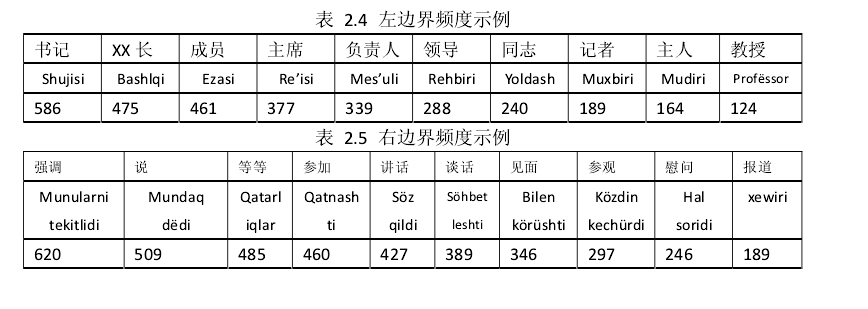 表 2.4 左边界频度示例
书记 XX 长 成员 主席 负责人 领导 同志 记者 主人 教授
Shujisi Bashlqi Ezasi Re’isi Mes’uli Rehbiri Yoldash Muxbiri Mudiri Profëssor
586 475 461 377 339 288 240 189 164 124
表 2.5 右边界频度示例
强调 说 等等 参加 讲话 谈话 见面 参观 慰问 报道
Munularni Mundaq Qatarl Qatnash Söz Söhbet Bilen Közdin Hal xewiri
tekitlidi dëdi iqlar ti qildi leshti körüshti kechürdi soridi
620 509 485 460 427 389 346 297 246 189